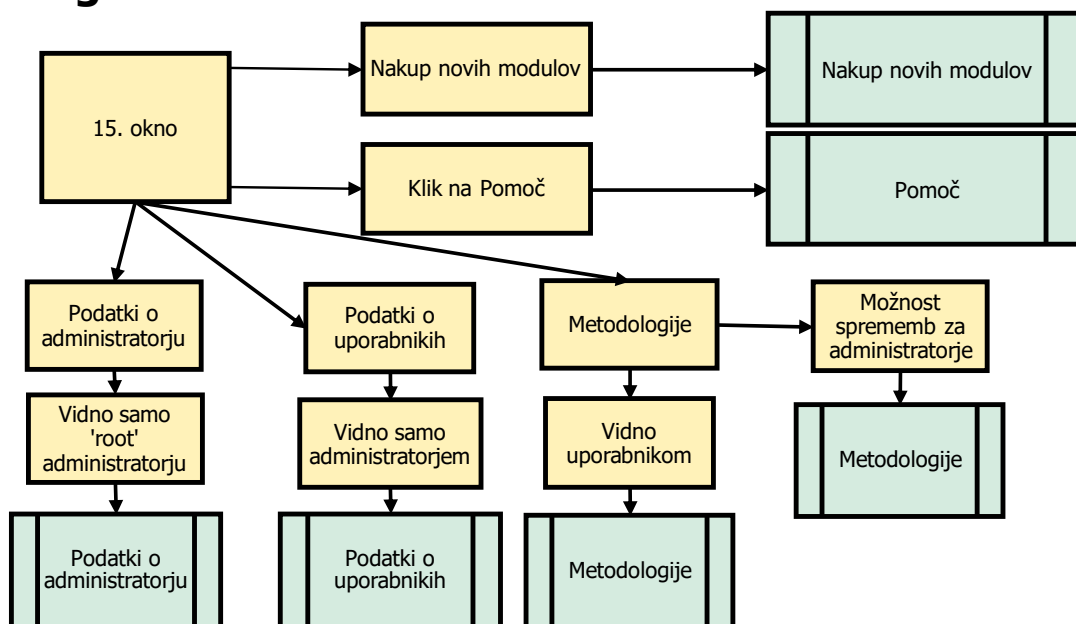 Nakup novih modulov
Nakup novih modulov
15. okno
Klik na Pomoč
Pomoč
Podatki o
administratorju
Podatki o
uporabnikih
Metodologije
Možnost
sprememb za
administratorje
Vidno samo
'root'
administratorju
Vidno samo
administratorjem
Vidno
uporabnikom
Metodologije
Podatki o
administratorju
Podatki o
uporabnikih
Metodologije